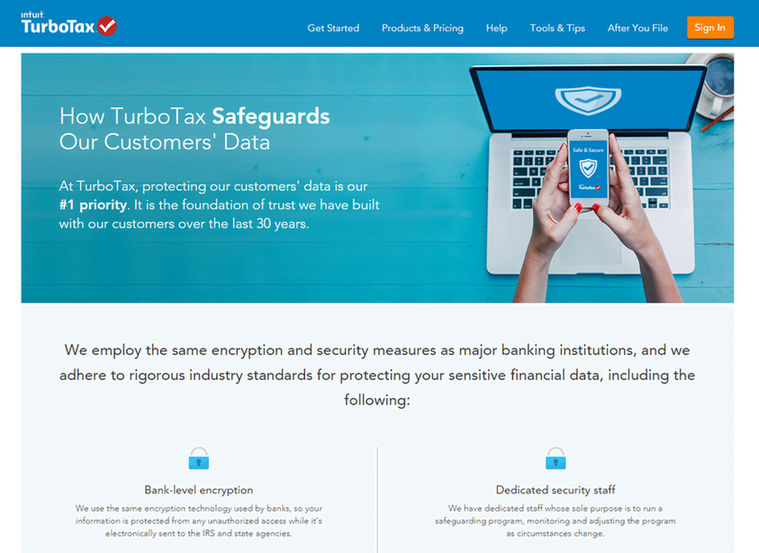 intuit
TurboTax
Get Started Products & Pricing Help Tools & Tips After You File Sign In
How TurboTax Safeguards
Our Customers' Data
At TurboTax, protecting our customers' data is our
#1 priority. It is the foundation of trust we have built
with our customers over the last 30 years.
Safe & Secure
TurboTax
We employ the same encryption and security measures as major banking institutions, and we
adhere to rigorous industry standards for protecting your sensitive financial data, including the
following:
Bank-level encryption
We use the same encryption technology used by banks, so your
information is protected from any unauthorized access while it's
electronically sent to the IRS and state agencies.
Dedicated security staff
We have dedicated staff whose sole purpose is to run a
safeguarding program, monitoring and adjusting the program
as circumstances change.